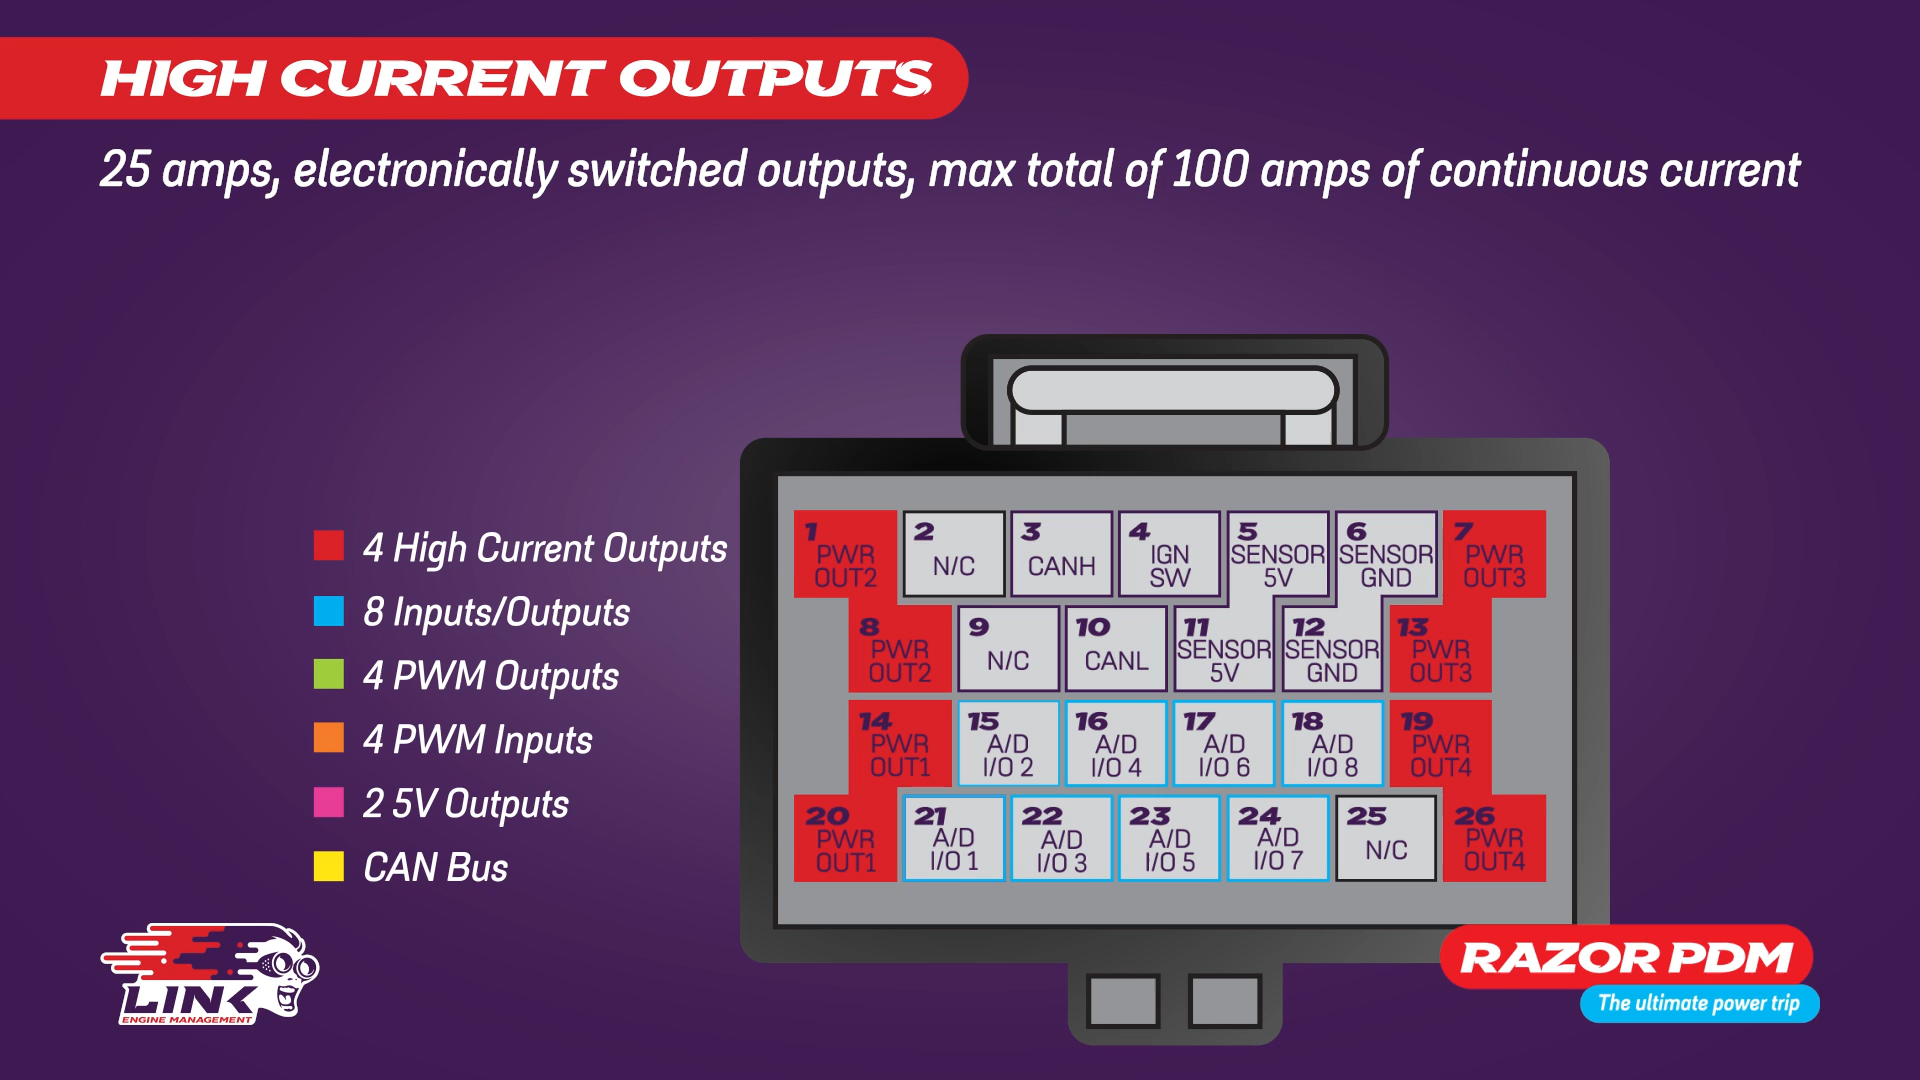 HIGH CURRENT OUTPUTS
25 amps, electronically switched outputs, max total of 100 amps of continuous current
4 High Current Outputs
8 Inputs/Outputs
4 PWM Outputs
4 PWM Inputs
2 5V Outputs
CAN Bus
1
PWR
OUT2
2
N/C
3
CANH
4
IGN
SW
5
SENSOR
5V
6
SENSOR
GND
7
PWR
OUT3
8
PWR
OUT2
9
N/C
10
CANL
11
SENSOR
5V
12
SENSOR
GND
13
PWR
OUT3
14
PWR
OUT1
15
A/D
I/O 2
16
A/D
I/O 4
17
A/D
I/O 6
18
A/D
I/O 8
19
PWR
OUT4
20
PWR
OUT1
21
A/D
I/O 1
22
A/D
I/O 3
23
A/D
I/O 5
24
A/D
I/O 7
25
N/C
26
PWR
OUT4
LINK
ENGINE MANAGEMENT
RAZOR PDM
The ultimate power trip